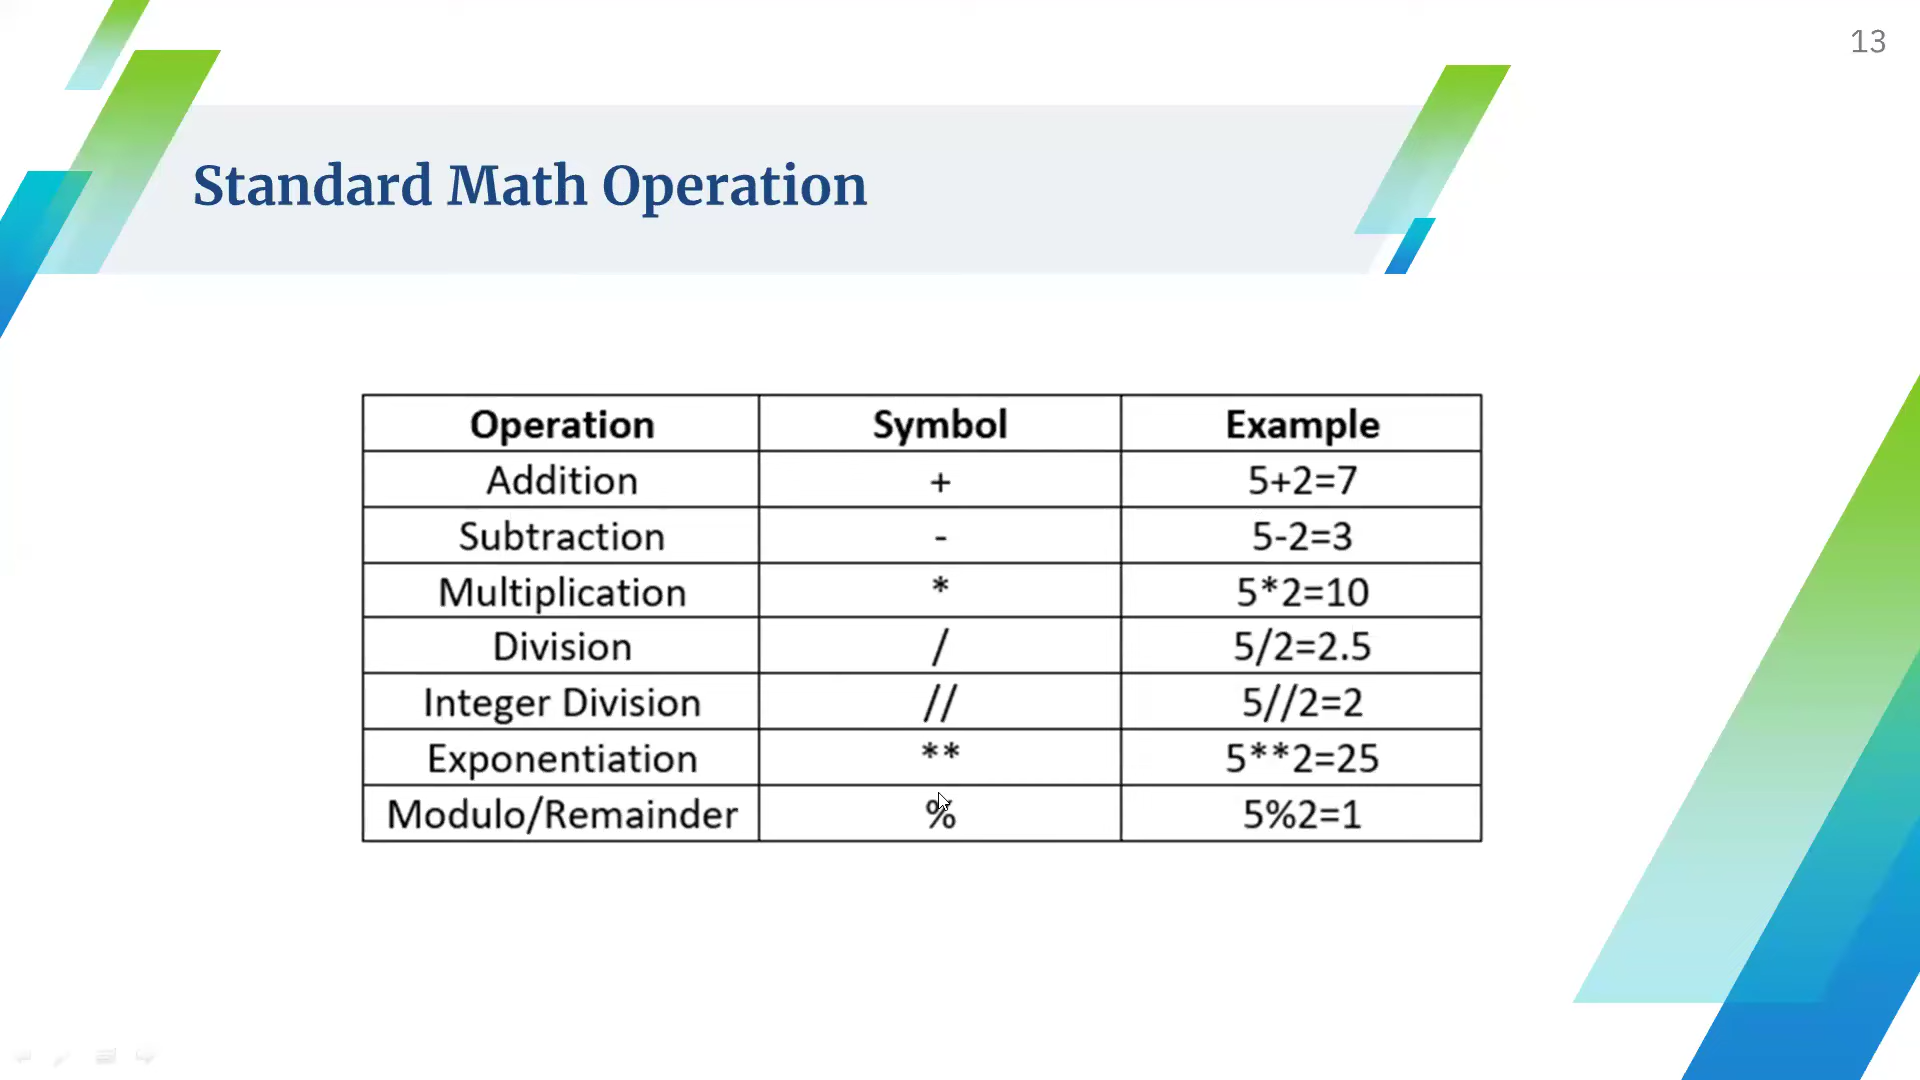 13
Standard Math Operation
Operation Symbol Example
Addition + 5+2=7
Subtraction - 5-2=3
Multiplication * 5*2=10
Division / 5/2=2.5
Integer Division // 5//2=2
Exponentiation ** 5**2=25
Modulo/Remainder % 5%2=1